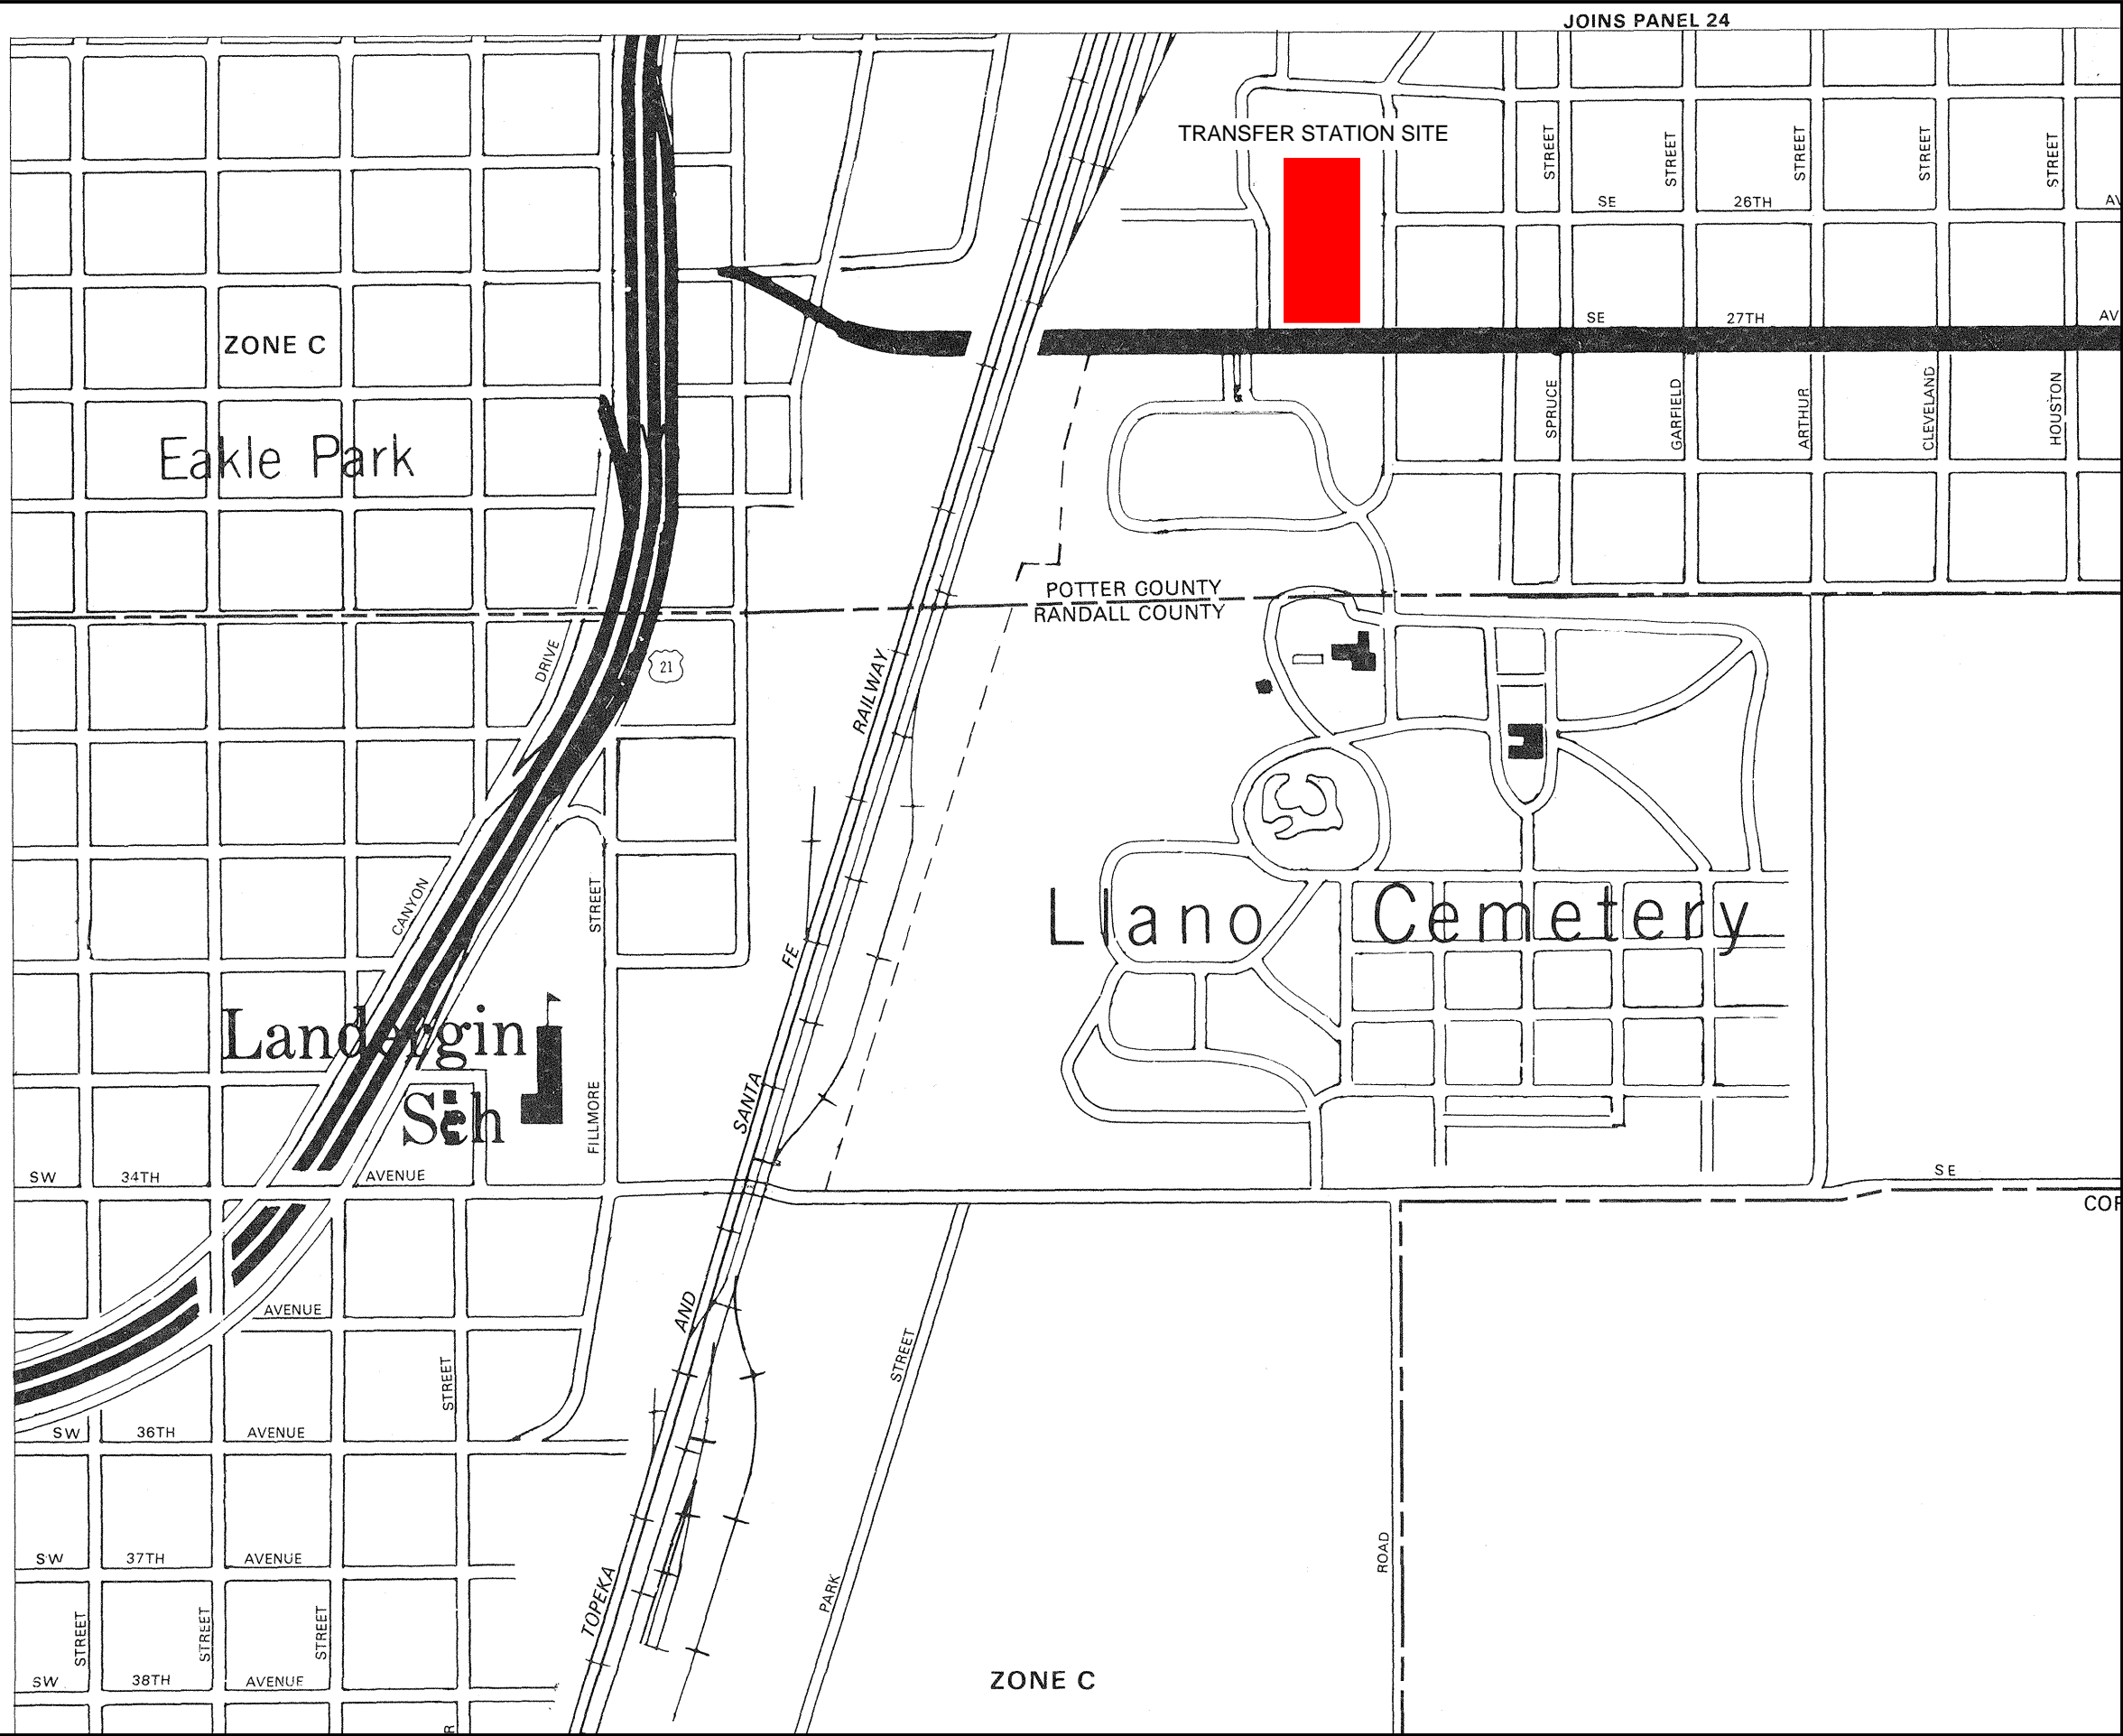 JOINS PANEL 24
TRANSFER STATION SITE
STREET
STREET
STREET
STREET
STREET
SE 26TH AV
SE 27TH AV
ZONE C
SPRUCE
GARFIELD
ARTHUR
CLEVELAND
HOUSTON
Eakle Park
POTTER COUNTY
RANDALL COUNTY
DRIVE
21
RAILWAY
CANYON
STREET
Llano Cemetery
FE
Landergin
Sch
SANTA
FILLMORE
SW 34TH AVENUE
SE
COR
AVENUE
AND
STREET
STREET
SW 36TH AVENUE
ROAD
SW 37TH AVENUE
TOPEKA
PARK
STREET
STREET
STREET
SW 38TH AVENUE
ZONE C
R